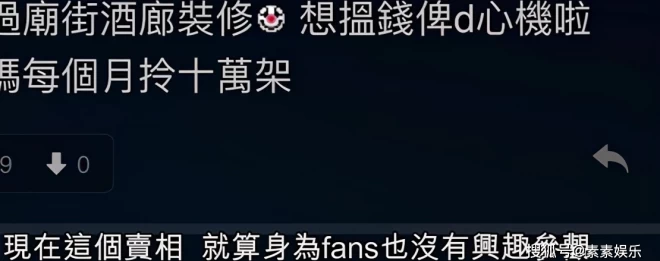 過廟街酒廊裝修 想搵錢俾d心機啦
嗎每個月拎十萬架
9 0
現在這個賣相 就算身為fans也沒有興趣參觀
搜狐号@素素娱乐